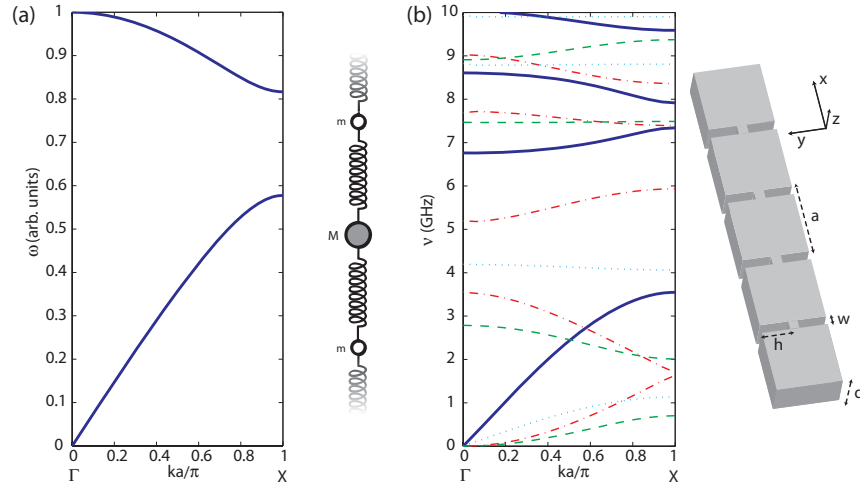 (a)
1
0.9
0.8
0.7
0.6
0.5
0.4
0.3
0.2
0.1
0
ω (arb. units)
0 0.2 0.4 0.6 0.8 1
Γ ka/π X
m
M
m
(b)
10
9
8
7
6
5
4
3
2
1
0
ν (GHz)
0 0.2 0.4 0.6 0.8 1
Γ ka/π X
x
z
y
a
w
h